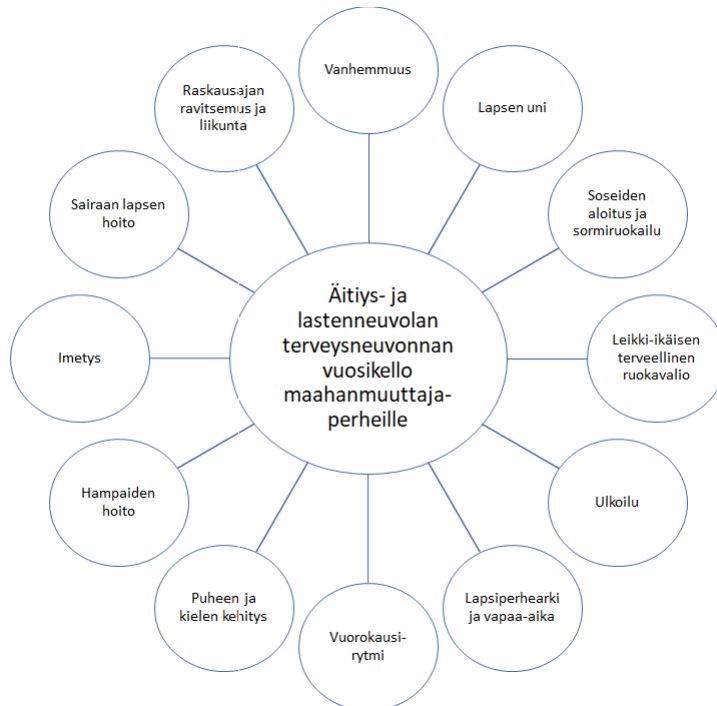 Vanhemmuus
Lapsen uni
Soseiden
aloitus ja
sormiruokailu
Leikki-ikäisen
terveellinen
ruokavalio
Ulkoilu
Lapsiperhearki
ja vapaa-aika
Vuorokausi-
rytmi
Puheen ja
kielen kehitys
Hampaiden
hoito
Imetys
Sairaan lapsen
hoito
Raskausajan
ravitsemus ja
liikunta
Äitiys- ja
lastenneuvolan
terveysneuvonnan
vuosikello
maahanmuuttaja-
perheille